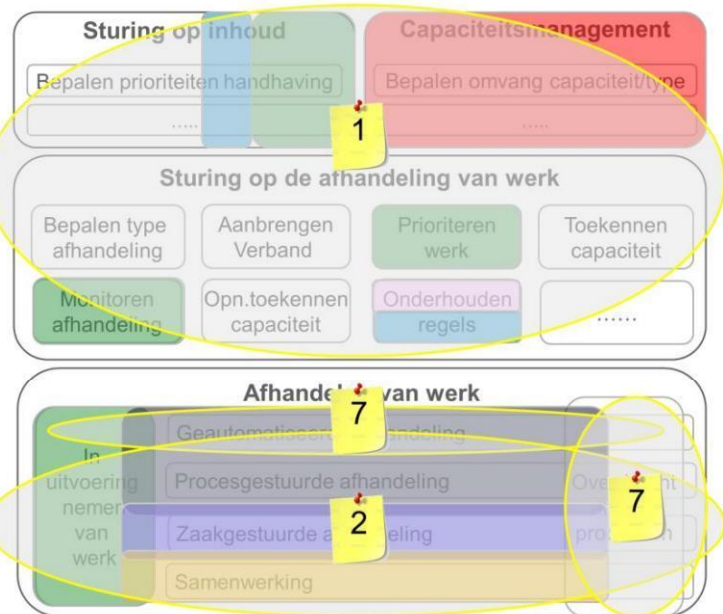 Sturing op inhoud
Capaciteitsmanagement
Bepalen prioriteiten handhaving
Bepalen omvang capaciteit/type
.....
.....
1
Sturing op de afhandeling van werk
Bepalen type
afhandeling
Aanbrengen
Verband
Prioriteren
werk
Toekennen
capaciteit
Monitoren
afhandeling
Opn.toekennen
capaciteit
Onderhouden
regels
......
van werk
7
In
uitvoering
nemen
van
werk
Procesgestuurde afhandeling
7
Zaakgestuurde
2
Samenwerking